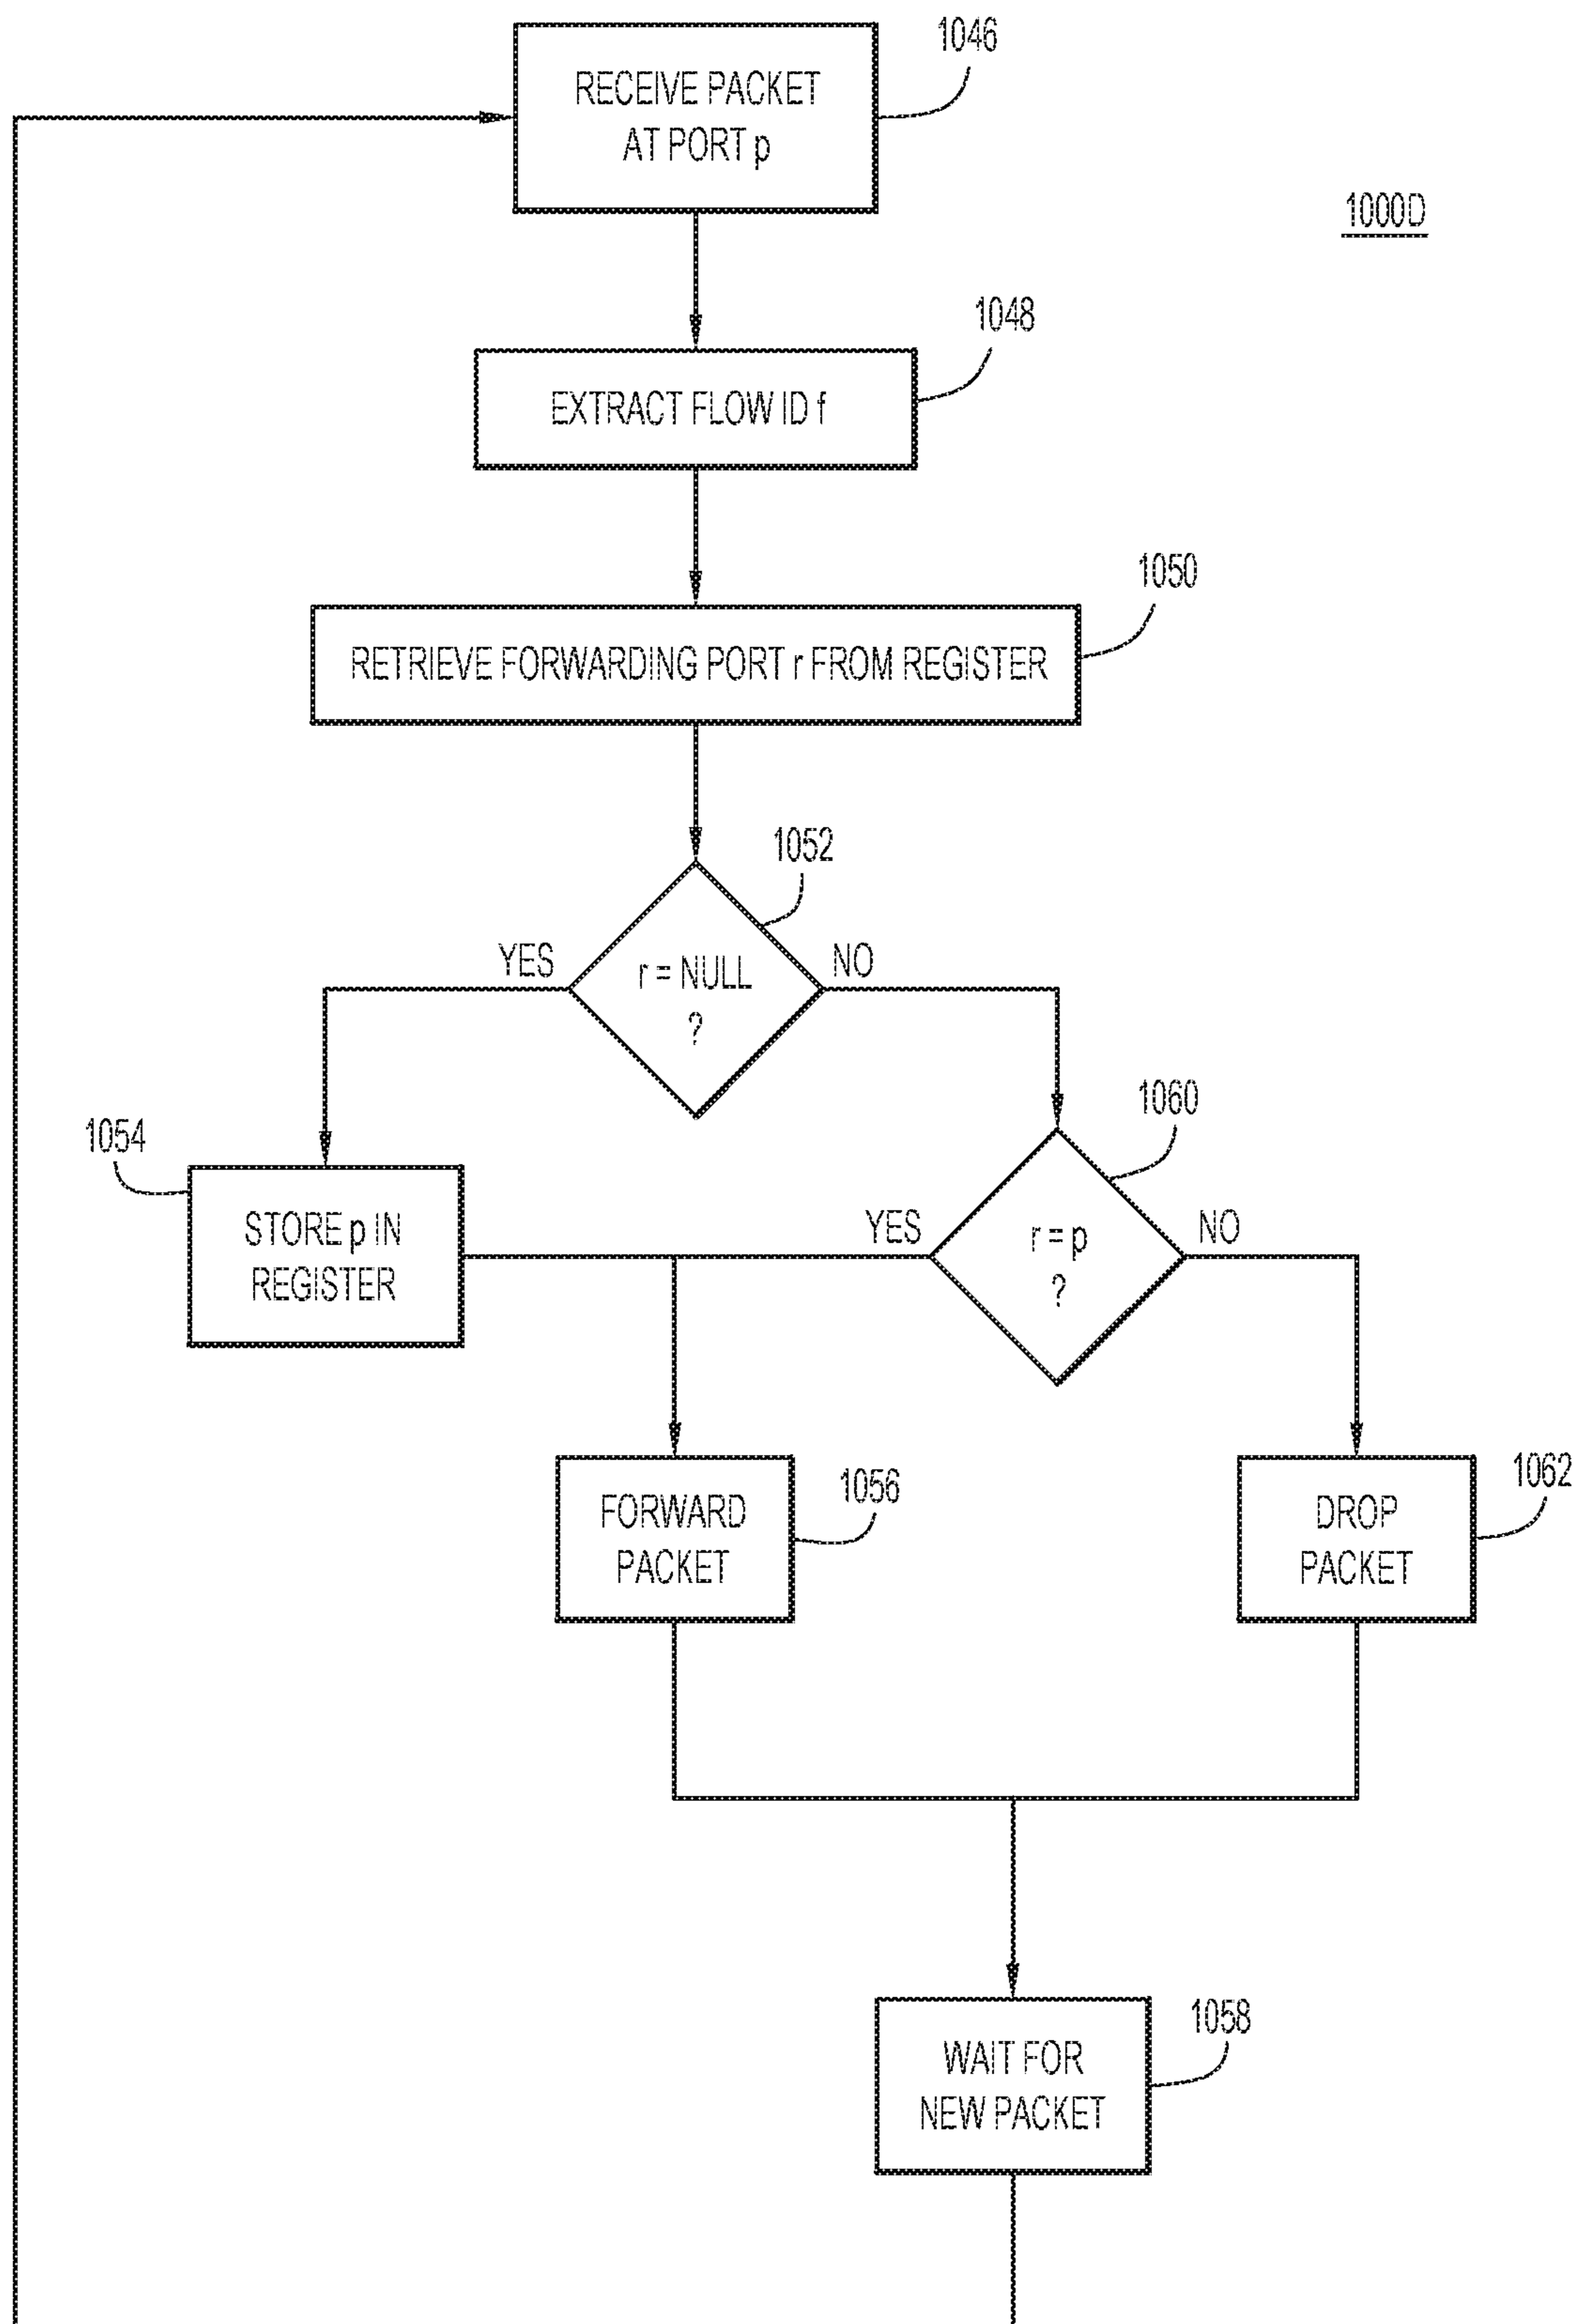 1046
RECEIVE PACKET
AT PORT p
1000D
1048
EXTRACT FLOW ID f
1050
RETRIEVE FORWARDING PORT r FROM REGISTER
1052
YES
r = NULL
?
NO
1060
1054
STORE p IN
REGISTER
YES
r = p
?
NO
1056
FORWARD
PACKET
1062
DROP
PACKET
1058
WAIT FOR
NEW PACKET